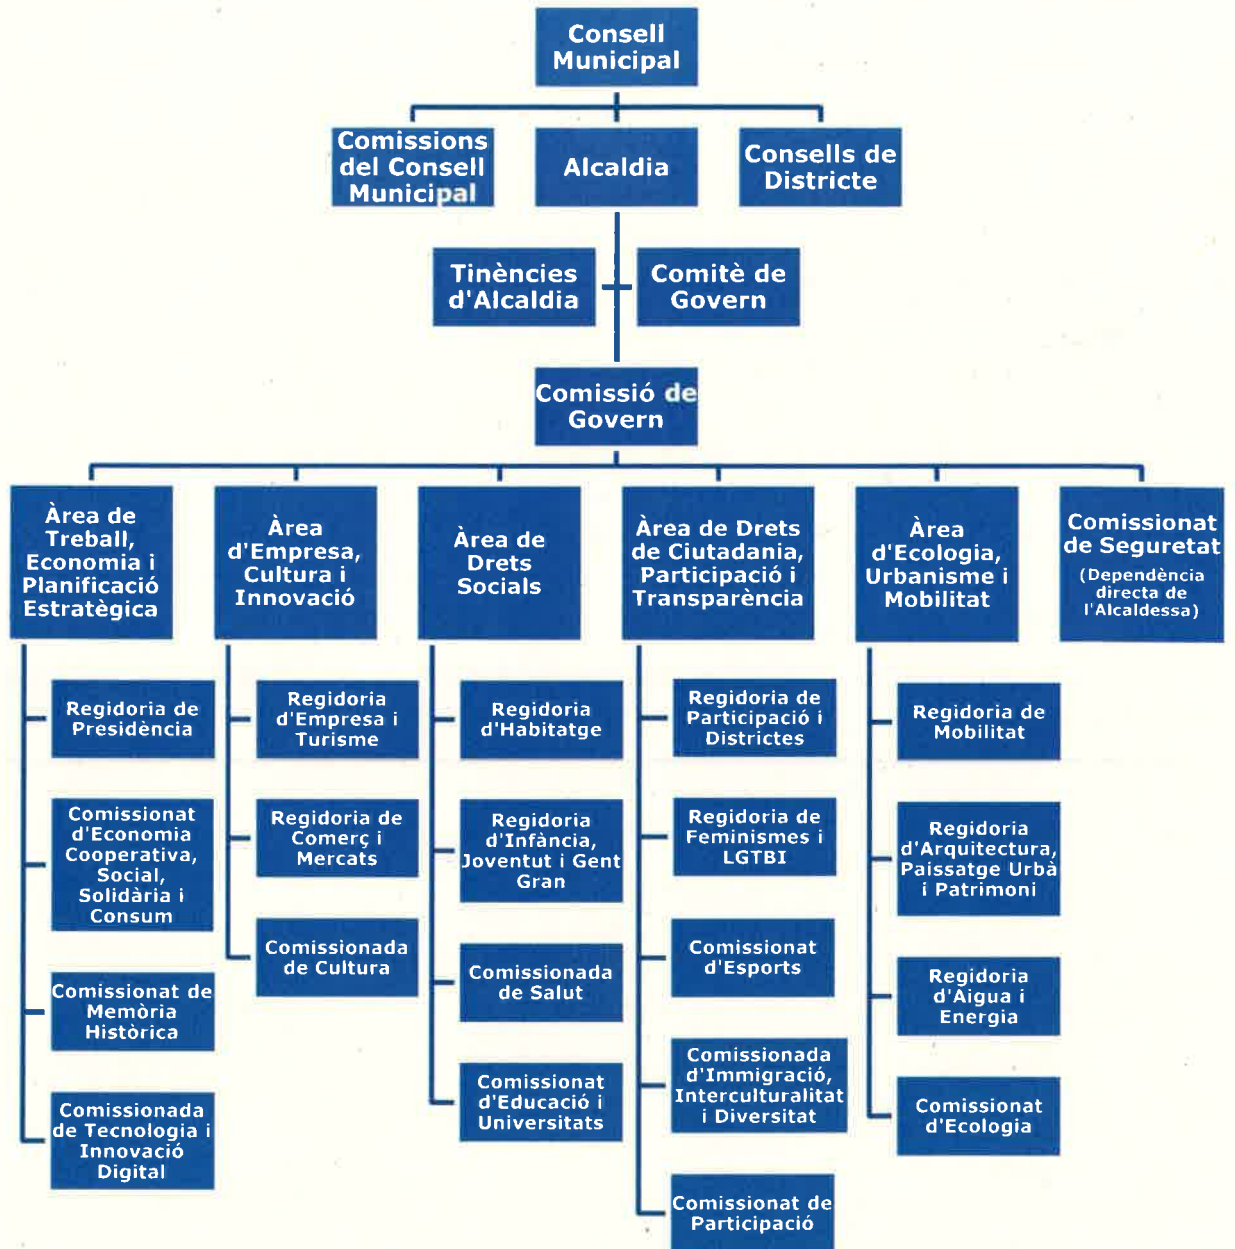 Consell
Municipal
Comissions
del Consell
Municipal
Alcaldia
Consells de
Districte
Tinències
d'Alcaldia
Comitè de
Govern
Comissió de
Govern
Àrea de
Treball,
Economia i
Planificació
Estratègica
Àrea
d'Empresa,
Cultura i
Innovació
Àrea de
Drets
Socials
Àrea de Drets
de Ciutadania,
Participació i
Transparència
Àrea
d'Ecologia,
Urbanisme i
Mobilitat
Comissionat
de Seguretat
(Dependència
directa de
l'Alcaldessa)
Regidoria de
Presidència
Comissionat
d'Economia
Cooperativa,
Social,
Solidària i
Consum
Comissionat de
Memòria
Històrica
Comissionada
de Tecnologia i
Innovació
Digital
Regidoria
d'Empresa i
Turisme
Regidoria de
Comerç i
Mercats
Comissionada
de Cultura
Regidoria
d'Habitatge
Regidoria
d'Infància,
Joventut i Gent
Gran
Comissionada
de Salut
Comissionat
d'Educació i
Universitats
Regidoria de
Participació i
Districtes
Regidoria de
Feminismes i
LGTBI
Comissionat
d'Esports
Comissionada
d'Immigració,
Interculturalitat
i Diversitat
Comissionat de
Participació
Regidoria de
Mobilitat
Regidoria
d'Arquitectura,
Paissatge Urbà
i Patrimoni
Regidoria
d'Aigua i
Energia
Comissionat
d'Ecologia